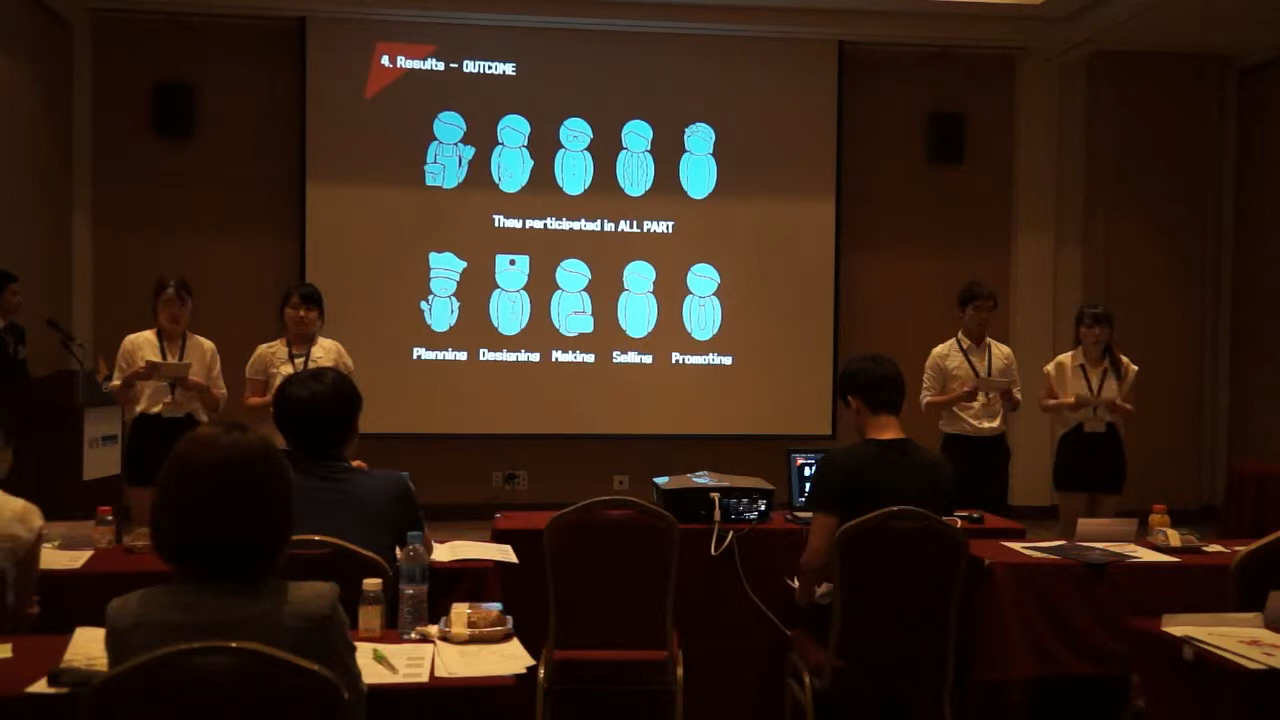 4. Results - OUTCOME
They participated in ALL PART
Planning Designing Making Selling Promoting